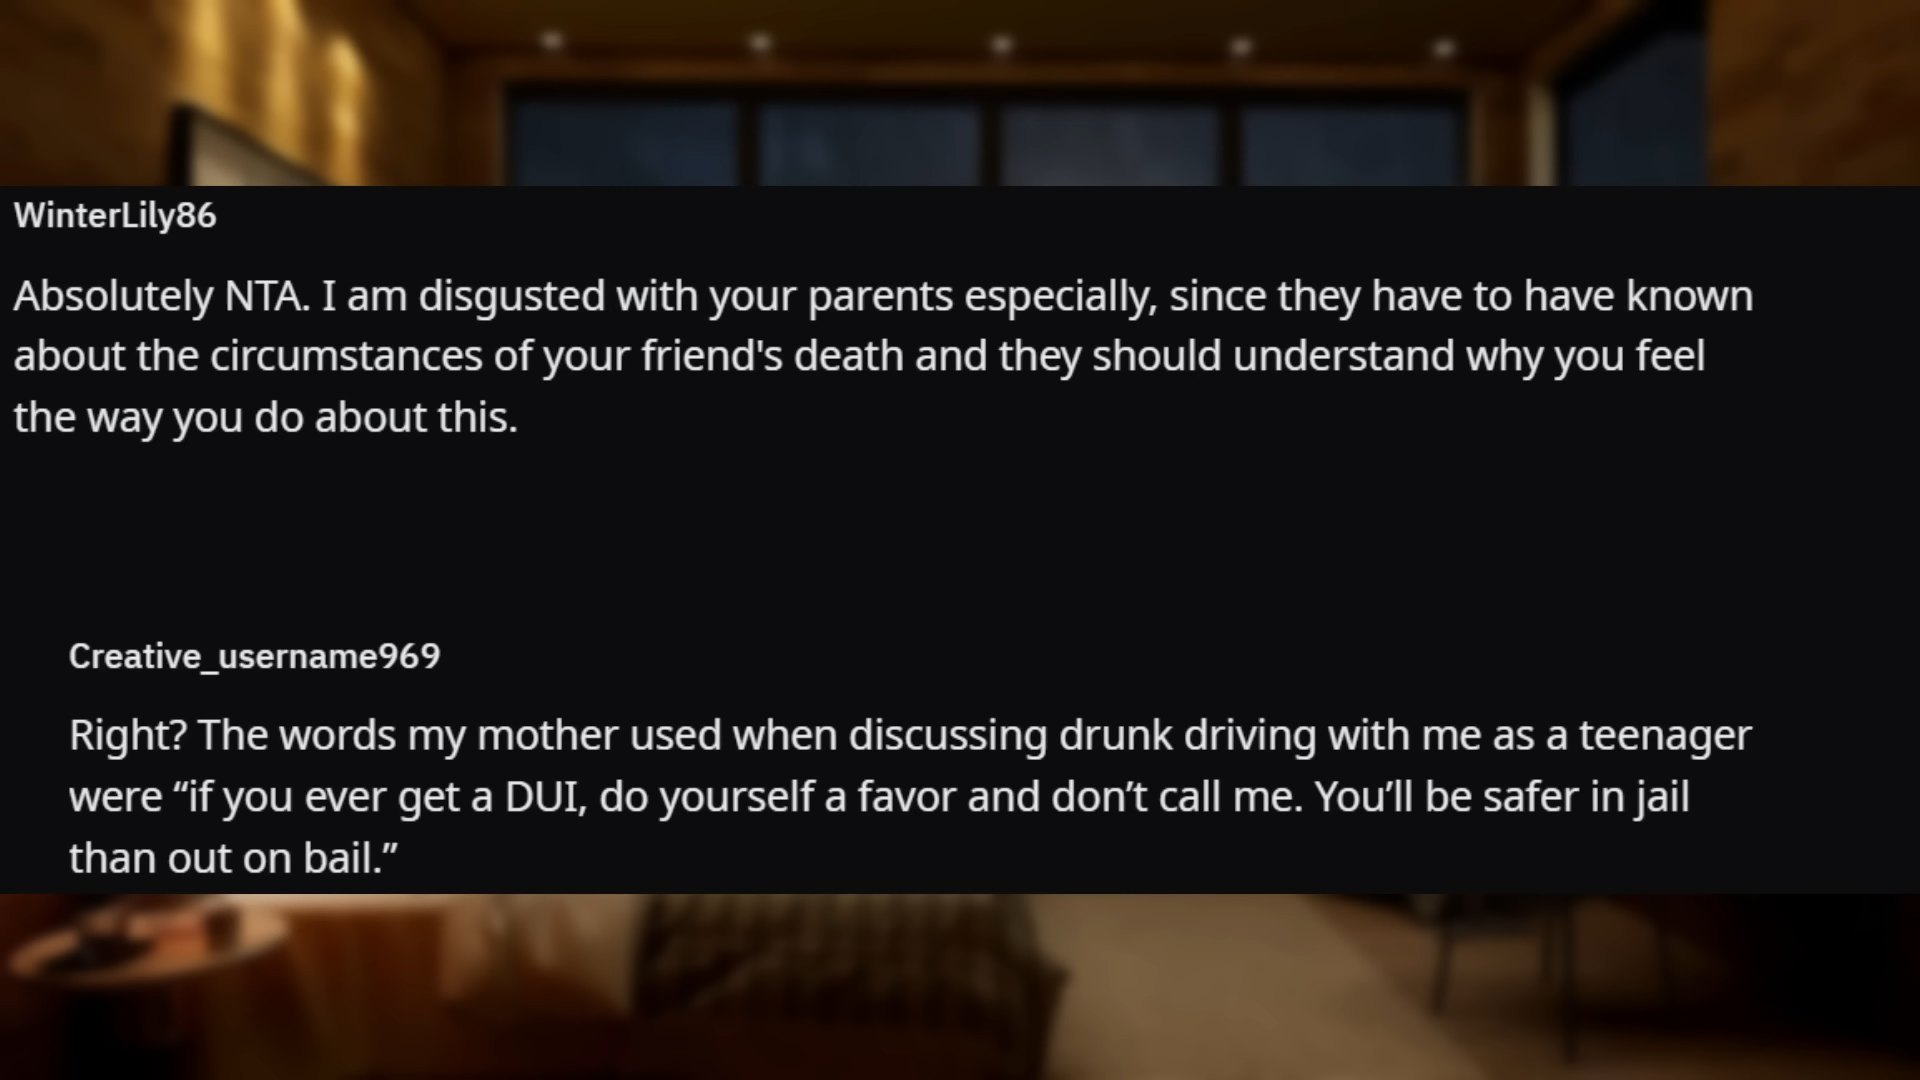 WinterLily86
Absolutely NTA. I am disgusted with your parents especially, since they have to have known
about the circumstances of your friend's death and they should understand why you feel
the way you do about this.
Creative_username969
Right? The words my mother used when discussing drunk driving with me as a teenager
were “if you ever get a DUI, do yourself a favor and don’t call me. You’ll be safer in jail
than out on bail.”